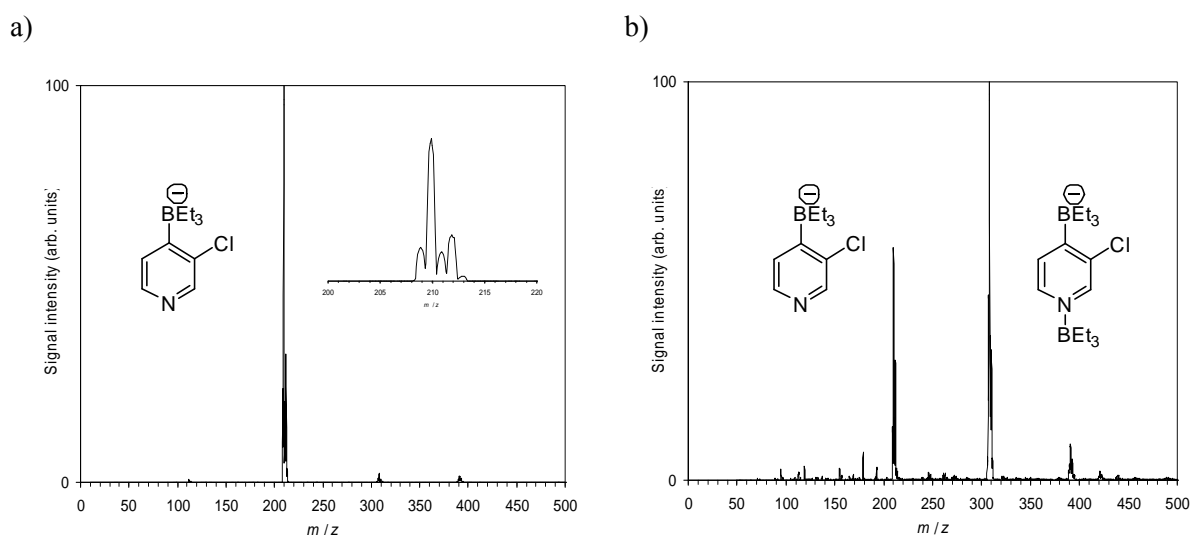 a)
b)
100
Signal intensity (arb. units)
0
0 50 100 150 200 250 300 350 400 450 500
m / z
BEt3
Cl
N
200 205 210 215 220
m / z
100
Signal intensity (arb. units
0
0 50 100 150 200 250 300 350 400 450 500
m / z
BEt3
Cl
N
BEt3
Cl
N
BEt3